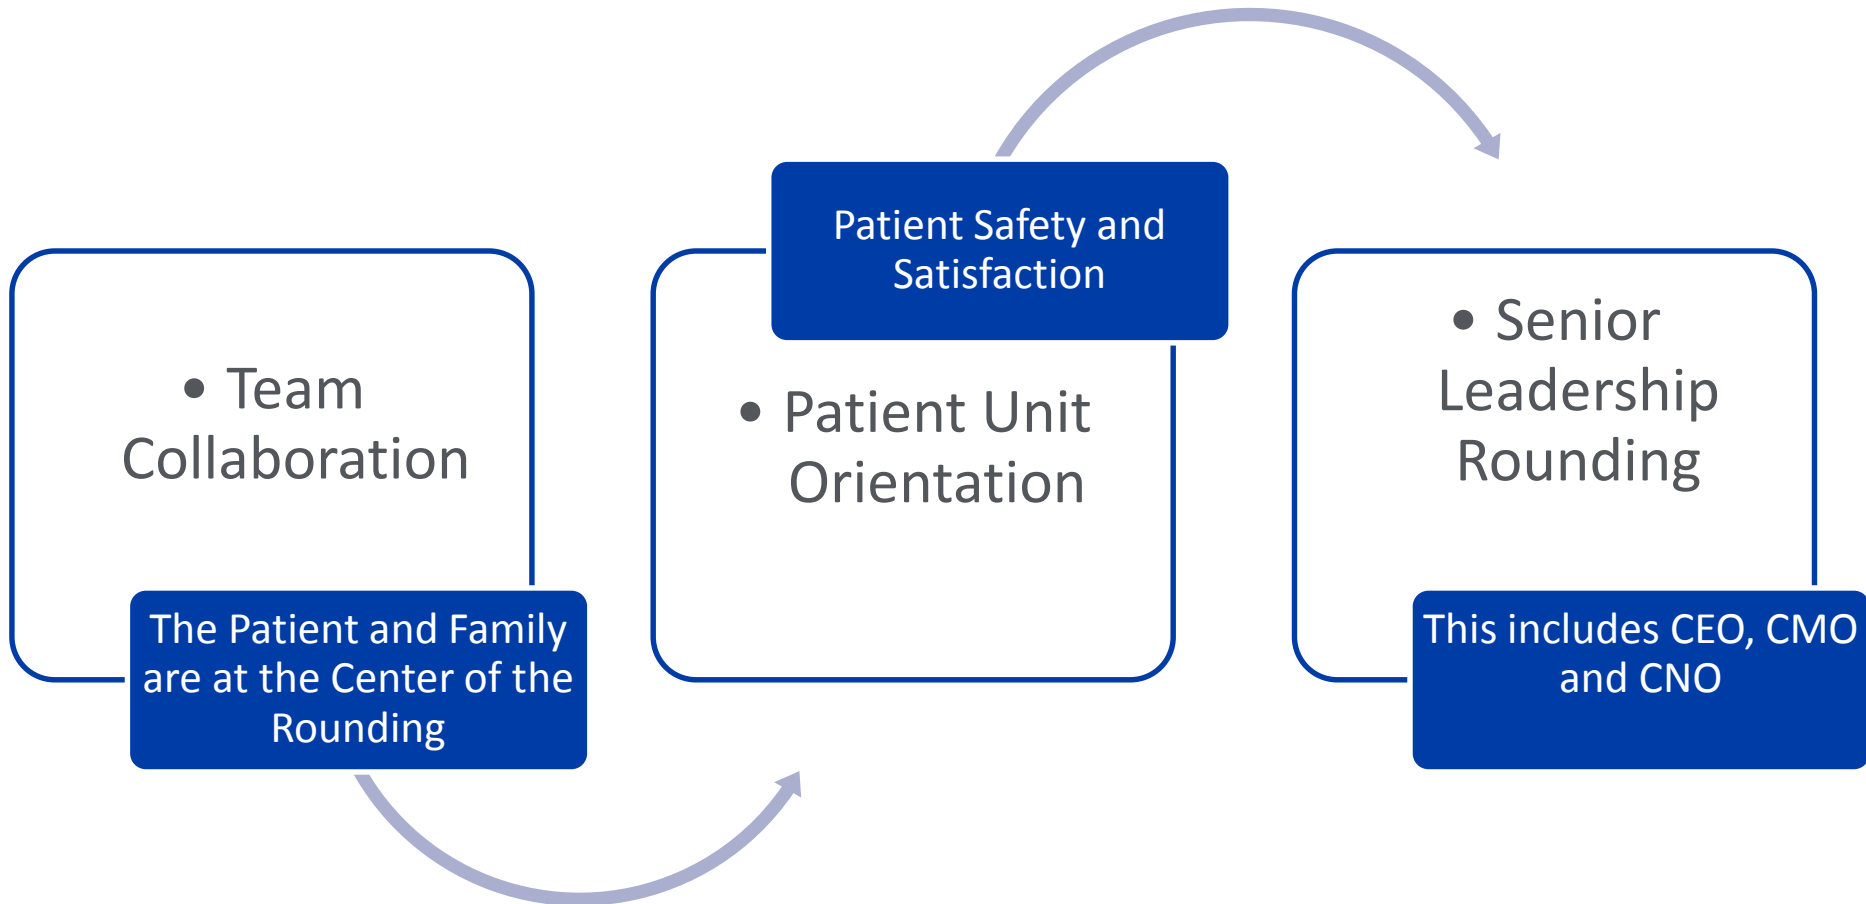 • Team
Collaboration
The Patient and Family
are at the Center of the
Rounding
Patient Safety and
Satisfaction
• Patient Unit
Orientation
• Senior
Leadership
Rounding
This includes CEO, CMO
and CNO